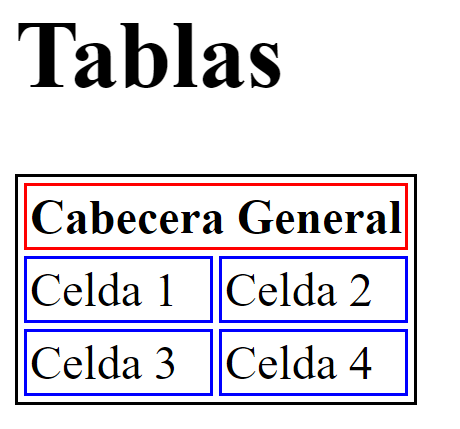 Tablas
Cabecera General
Celda 1 Celda 2
Celda 3 Celda 4